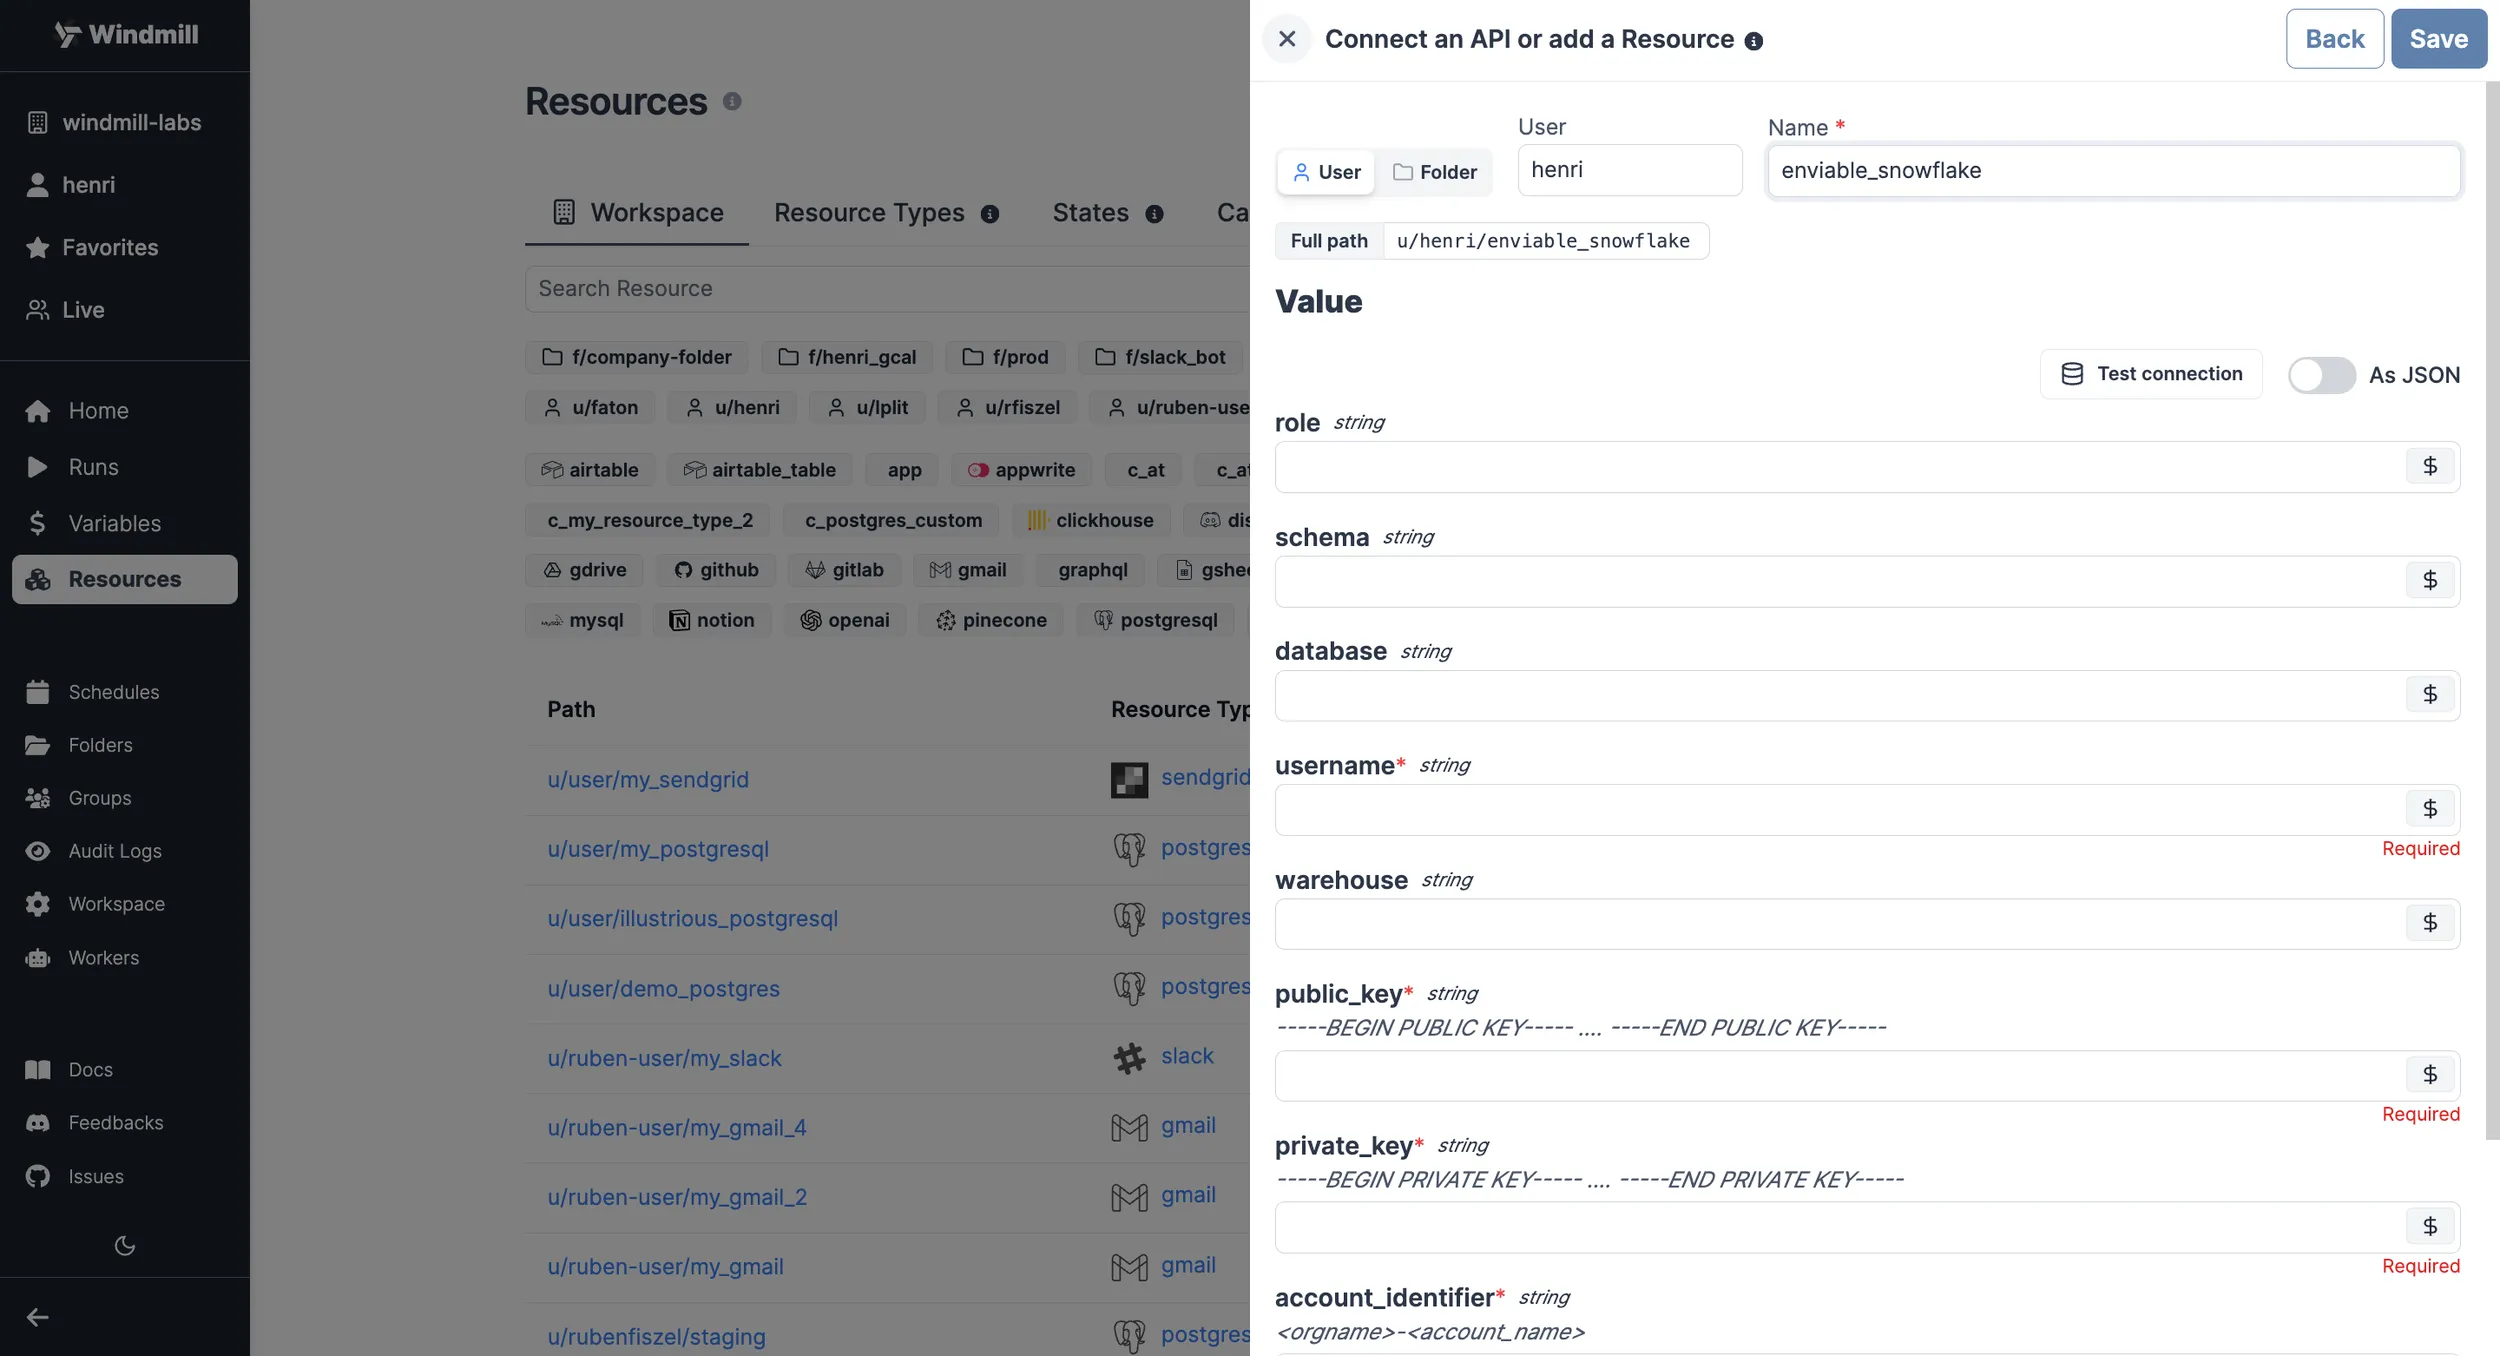 Windmill
windmill-labs
henri
Favorites
Live
Home
Runs
Variables
Resources
Schedules
Folders
Groups
Audit Logs
Workspace
Workers
Docs
Feedbacks
Issues
Resources
Workspace Resource Types States Ca
Search Resource
f/company-folder f/henri_gcal f/prod f/slack_bot
u/faton u/henri u/lplit u/rfiszel u/ruben-use
airtable airtable_table app appwrite c_at c_at
c_my_resource_type_2 c_postgres_custom clickhouse dis
gdrive github gitlab gmail graphql gshee
mysql notion openai pinecone postgresql
Path Resource Typ
u/user/my_sendgrid sendgrid
u/user/my_postgresql postgres
u/user/illustrious_postgresql postgres
u/user/demo_postgres postgres
u/ruben-user/my_slack slack
u/ruben-user/my_gmail_4 gmail
u/ruben-user/my_gmail_2 gmail
u/ruben-user/my_gmail gmail
u/rubenfiszel/staging postgres
Connect an API or add a Resource
Back Save
User Name *
User Folder henri enviable_snowflake
Full path u/henri/enviable_snowflake
Value
Test connection As JSON
role string
$
schema string
$
database string
$
username* string
$
Required
warehouse string
$
public_key* string
-----BEGIN PUBLIC KEY----- .... -----END PUBLIC KEY-----
$
Required
private_key* string
-----BEGIN PRIVATE KEY----- .... -----END PRIVATE KEY-----
$
Required
account_identifier* string
<orgname>-<account_name>